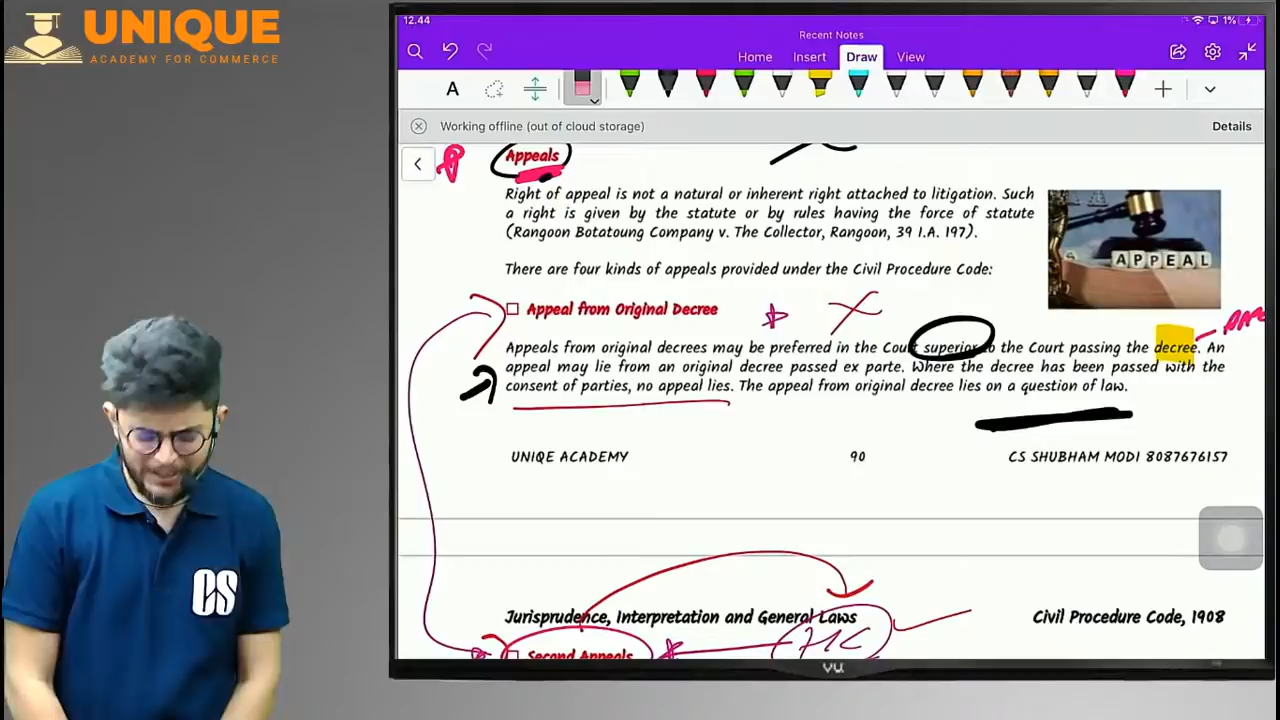 UNIQUE
ACADEMY FOR COMMERCE
12.44
1%
Recent Notes
Home Insert Draw View
A
Working offline (out of cloud storage) Details
Appeals
Right of appeal is not a natural or inherent right attached to litigation. Such
a right is given by the statute or by rules having the force of statute
(Rangoon Botatoung Company v. The Collector, Rangoon, 39 I.A. 197).
APPEAL
There are four kinds of appeals provided under the Civil Procedure Code:
Appeal from Original Decree
Appeals from original decrees may be preferred in the Court superior to the Court passing the decree. An
appeal may lie from an original decree passed ex parte. Where the decree has been passed with the
consent of parties, no appeal lies. The appeal from original decree lies on a question of law.
UNIQE ACADEMY 90 CS SHUBHAM MODI 8087676157
Jurisprudence, Interpretation and General Laws Civil Procedure Code, 1908
Second Appeals HC
VU
CS